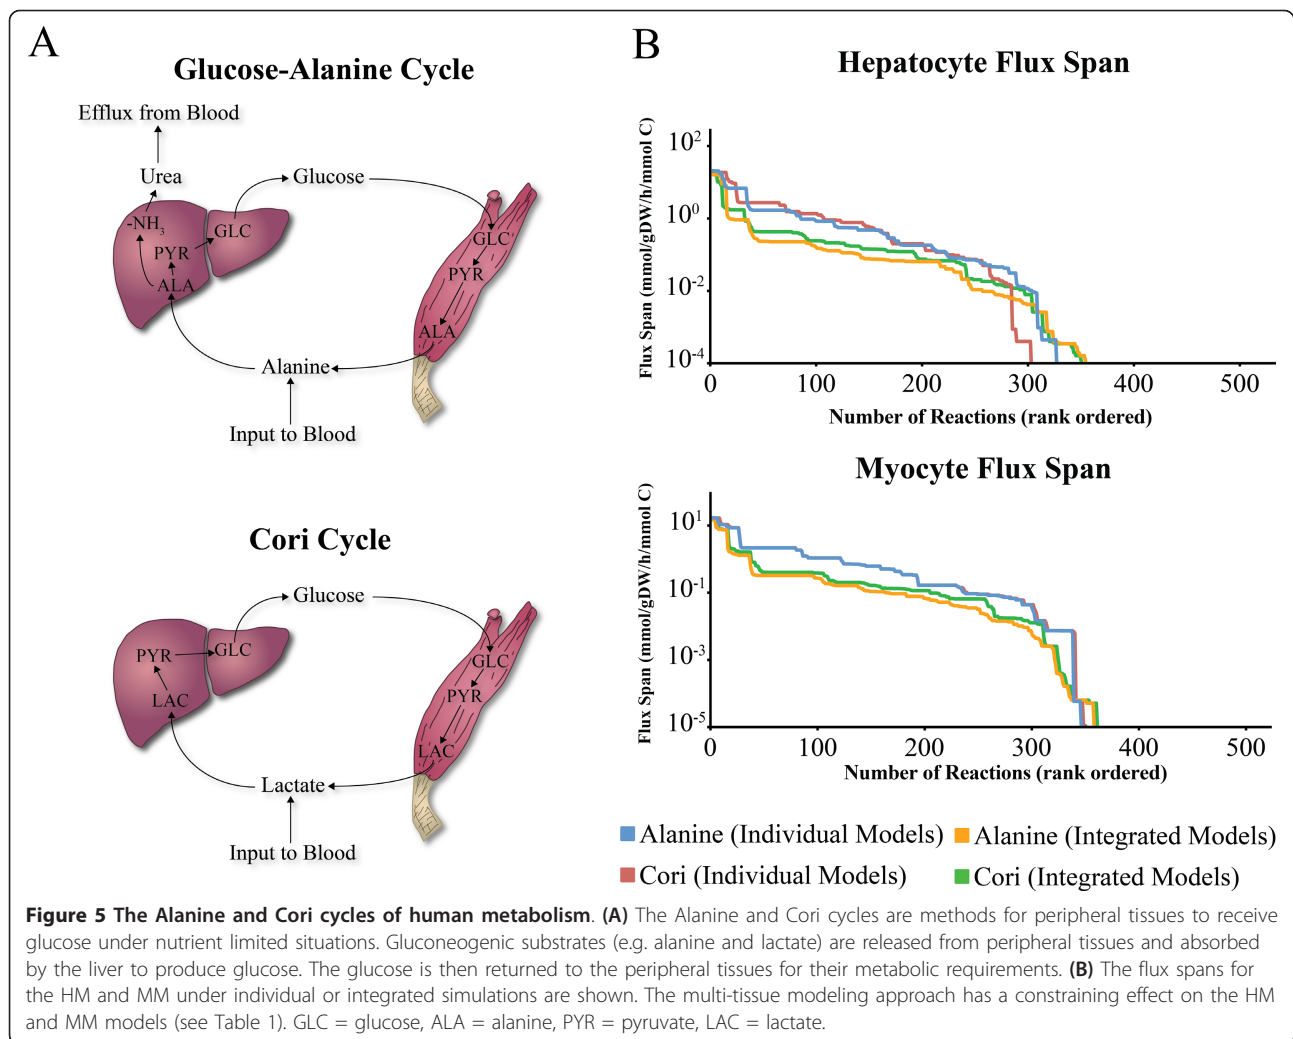 A
Glucose-Alanine Cycle
Efflux from Blood
Urea
Glucose
-NH3
GLC
PYR
ALA
GLC
PYR
ALA
Alanine
Input to Blood
Cori Cycle
Glucose
PYR
GLC
LAC
GLC
PYR
LAC
Lactate
Input to Blood
B
Hepatocyte Flux Span
Flux Span (mmol/gDW/h/mmol C)
10^2
10^0
10^-2
10^-4
0 100 200 300 400 500
Number of Reactions (rank ordered)
Myocyte Flux Span
Flux Span (mmol/gDW/h/mmol C)
10^1
10^-1
10^-3
10^-5
0 100 200 300 400 500
Number of Reactions (rank ordered)
Alanine (Individual Models) Alanine (Integrated Models)
Cori (Individual Models) Cori (Integrated Models)
Figure 5 The Alanine and Cori cycles of human metabolism. (A) The Alanine and Cori cycles are methods for peripheral tissues to receive
glucose under nutrient limited situations. Gluconeogenic substrates (e.g. alanine and lactate) are released from peripheral tissues and absorbed
by the liver to produce glucose. The glucose is then returned to the peripheral tissues for their metabolic requirements. (B) The flux spans for
the HM and MM under individual or integrated simulations are shown. The multi-tissue modeling approach has a constraining effect on the HM
and MM models (see Table 1). GLC = glucose, ALA = alanine, PYR = pyruvate, LAC = lactate.